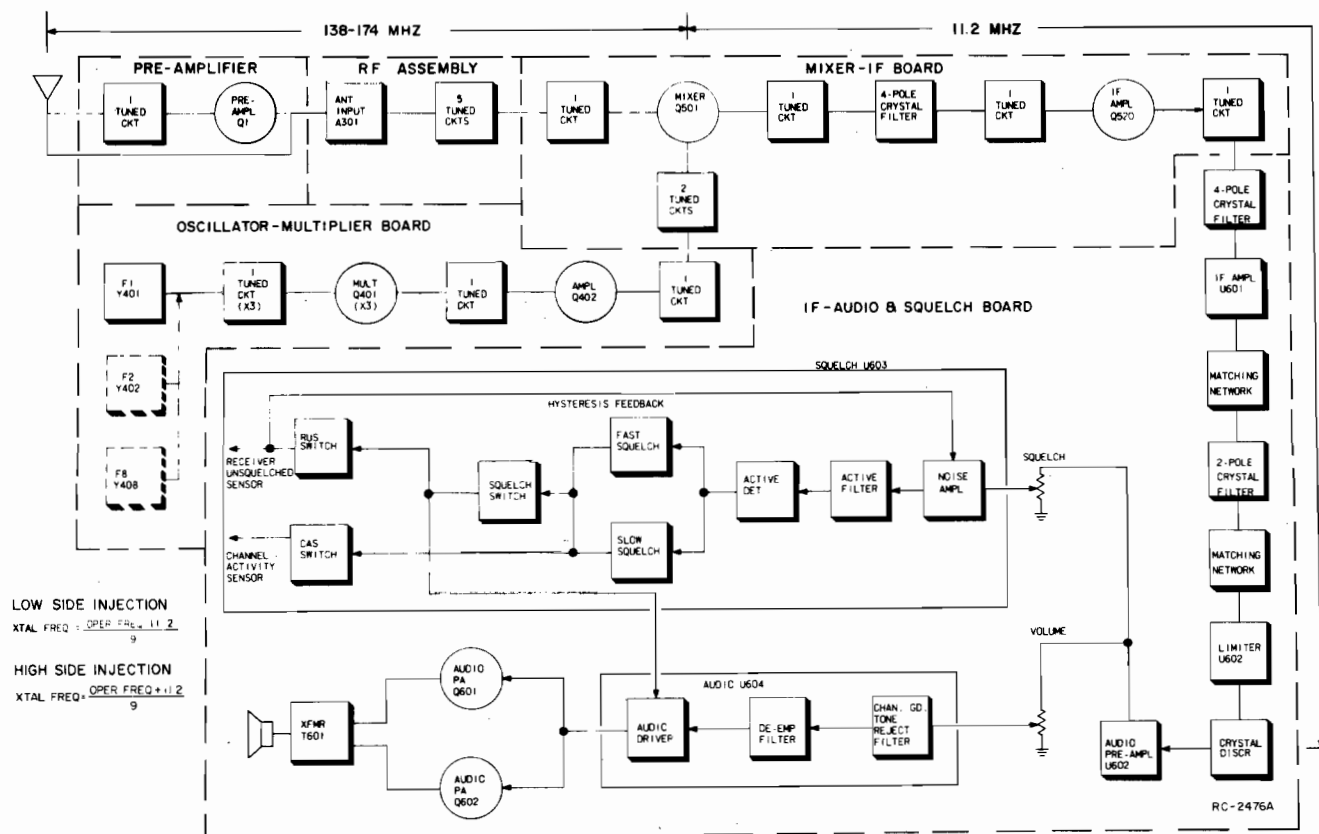 138-174 MHZ
11.2 MHZ
PRE-AMPLIFIER
RF ASSEMBLY
MIXER-IF BOARD
1
TUNED
CKT
PRE-
AMPL
Q1
ANT
INPUT
A301
5
TUNED
CKTS
1
TUNED
CKT
MIXER
Q501
1
TUNED
CKT
4-POLE
CRYSTAL
FILTER
1
TUNED
CKT
IF
AMPL
Q520
1
TUNED
CKT
2
TUNED
CKTS
4-POLE
CRYSTAL
FILTER
OSCILLATOR-MULTIPLIER BOARD
F1
Y401
1
TUNED
CKT
(X3)
MULT
Q401
(X3)
1
TUNED
CKT
AMPL
Q402
1
TUNED
CKT
IF AMPL
U601
IF-AUDIO & SQUELCH BOARD
F2
Y402
F8
Y408
MATCHING
NETWORK
SQUELCH U603
HYSTERESIS FEEDBACK
RUS
SWITCH
RECEIVER
UNSQUELCHED
SENSOR
FAST
SQUELCH
SQUELCH
SWITCH
ACTIVE
DET
ACTIVE
FILTER
NOISE
AMPL
SQUELCH
2-POLE
CRYSTAL
FILTER
SLOW
SQUELCH
CAS
SWITCH
CHANNEL
ACTIVITY
SENSOR
MATCHING
NETWORK
LOW SIDE INJECTION
XTAL FREQ = OPER FREQ 11.2
9
HIGH SIDE INJECTION
XTAL FREQ= OPER FREQ+11.2
9
VOLUME
LIMITER
U602
AUDIO
PA
Q601
AUDIO U604
XFMR
T601
AUDIO
DRIVER
DE-EMP
FILTER
CHAN. GD.
TONE
REJECT
FILTER
AUDIO
PRE-AMPL
U602
CRYSTAL
DISCR
AUDIO
PA
Q602
RC-2476A